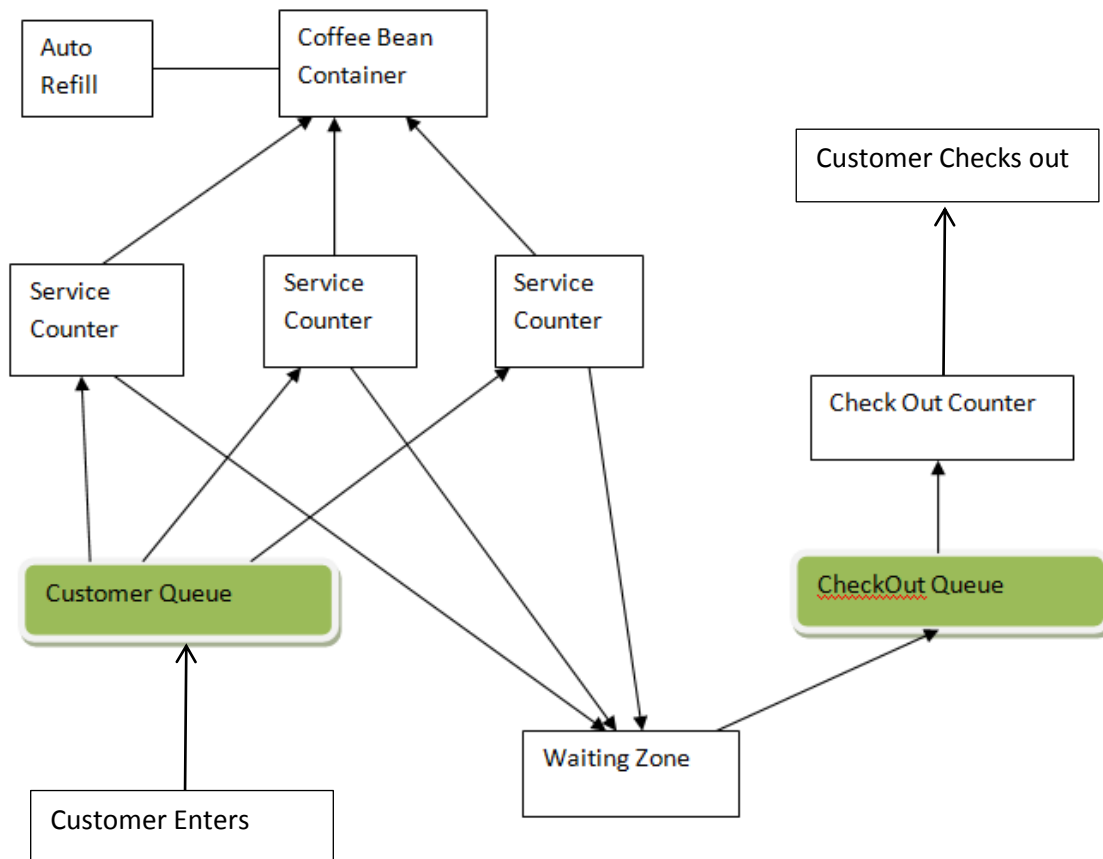 Auto
Refill
Coffee Bean
Container
Customer Checks out
Service
Counter
Service
Counter
Service
Counter
Check Out Counter
Customer Queue
CheckOut Queue
Waiting Zone
Customer Enters